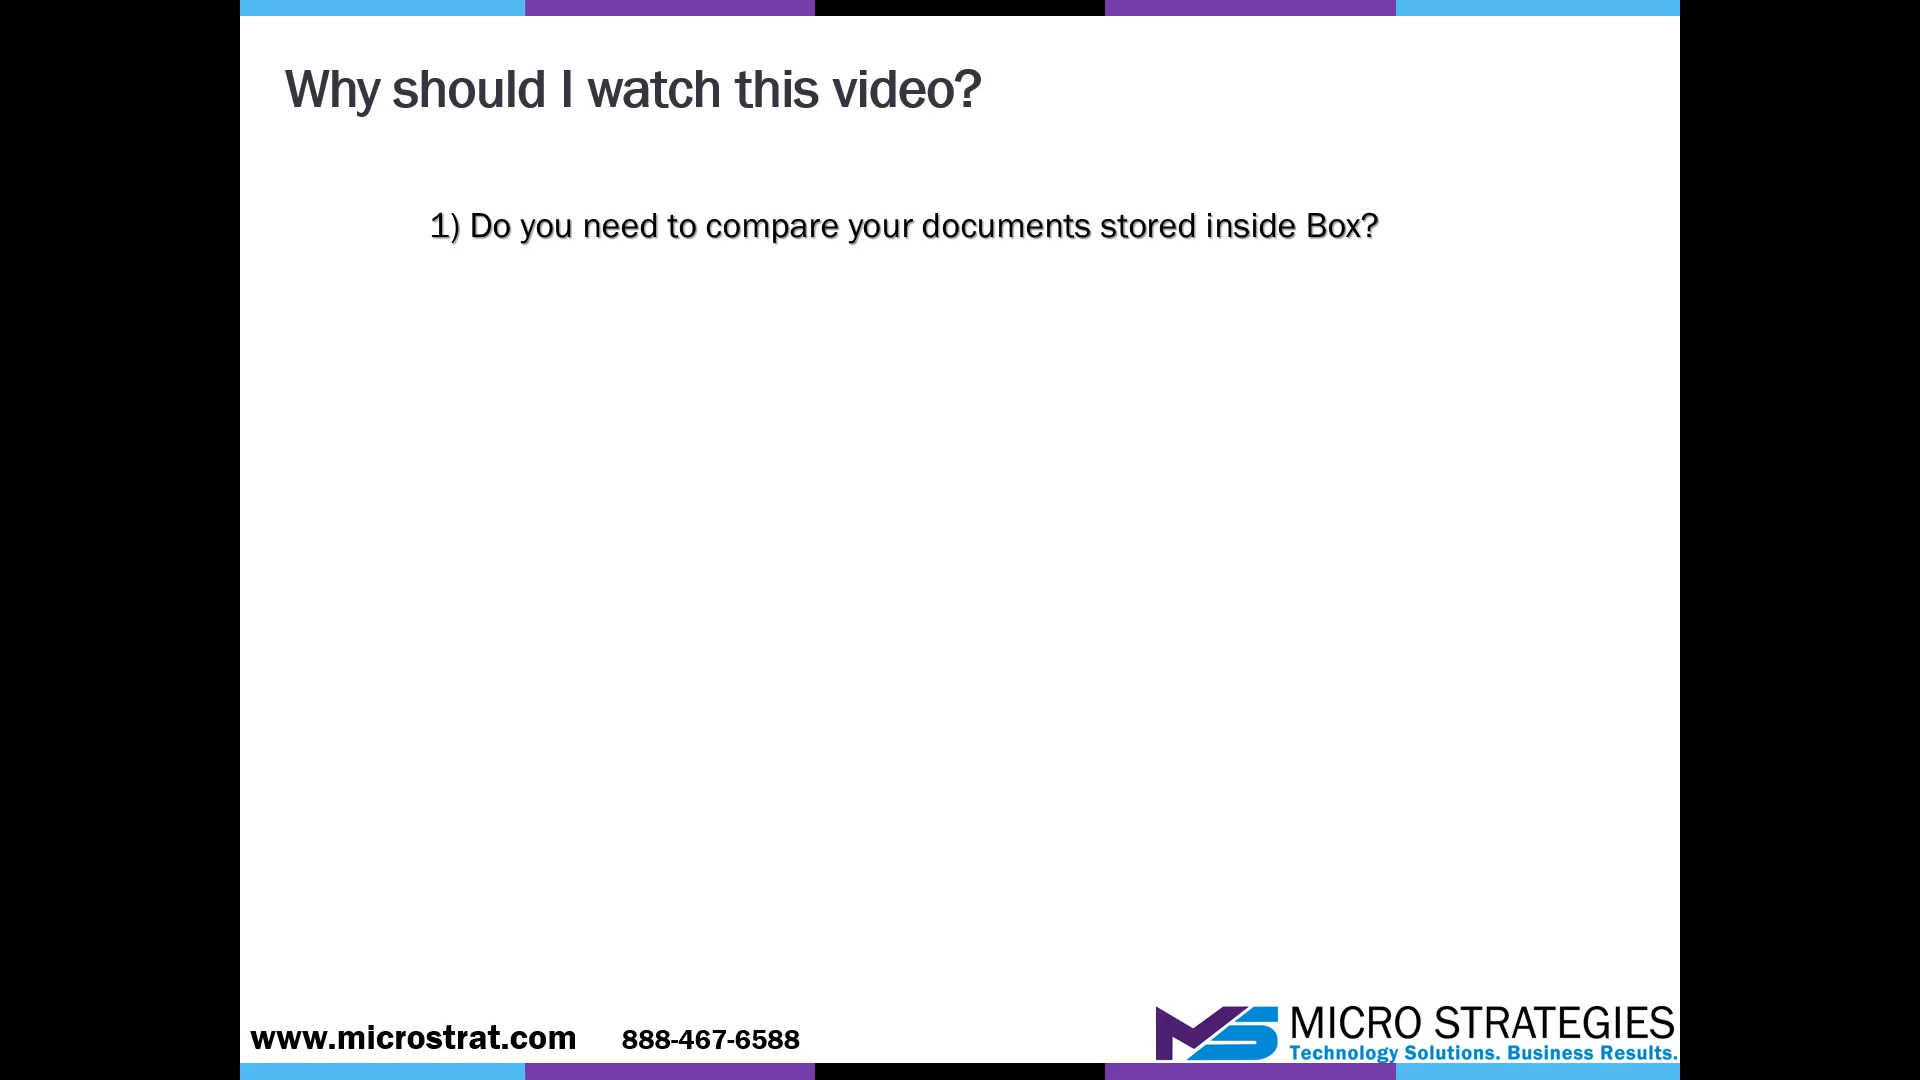 Why should I watch this video?
1) Do you need to compare your documents stored inside Box?
www.microstrat.com 888-467-6588
MS MICRO STRATEGIES
Technology Solutions. Business Results.